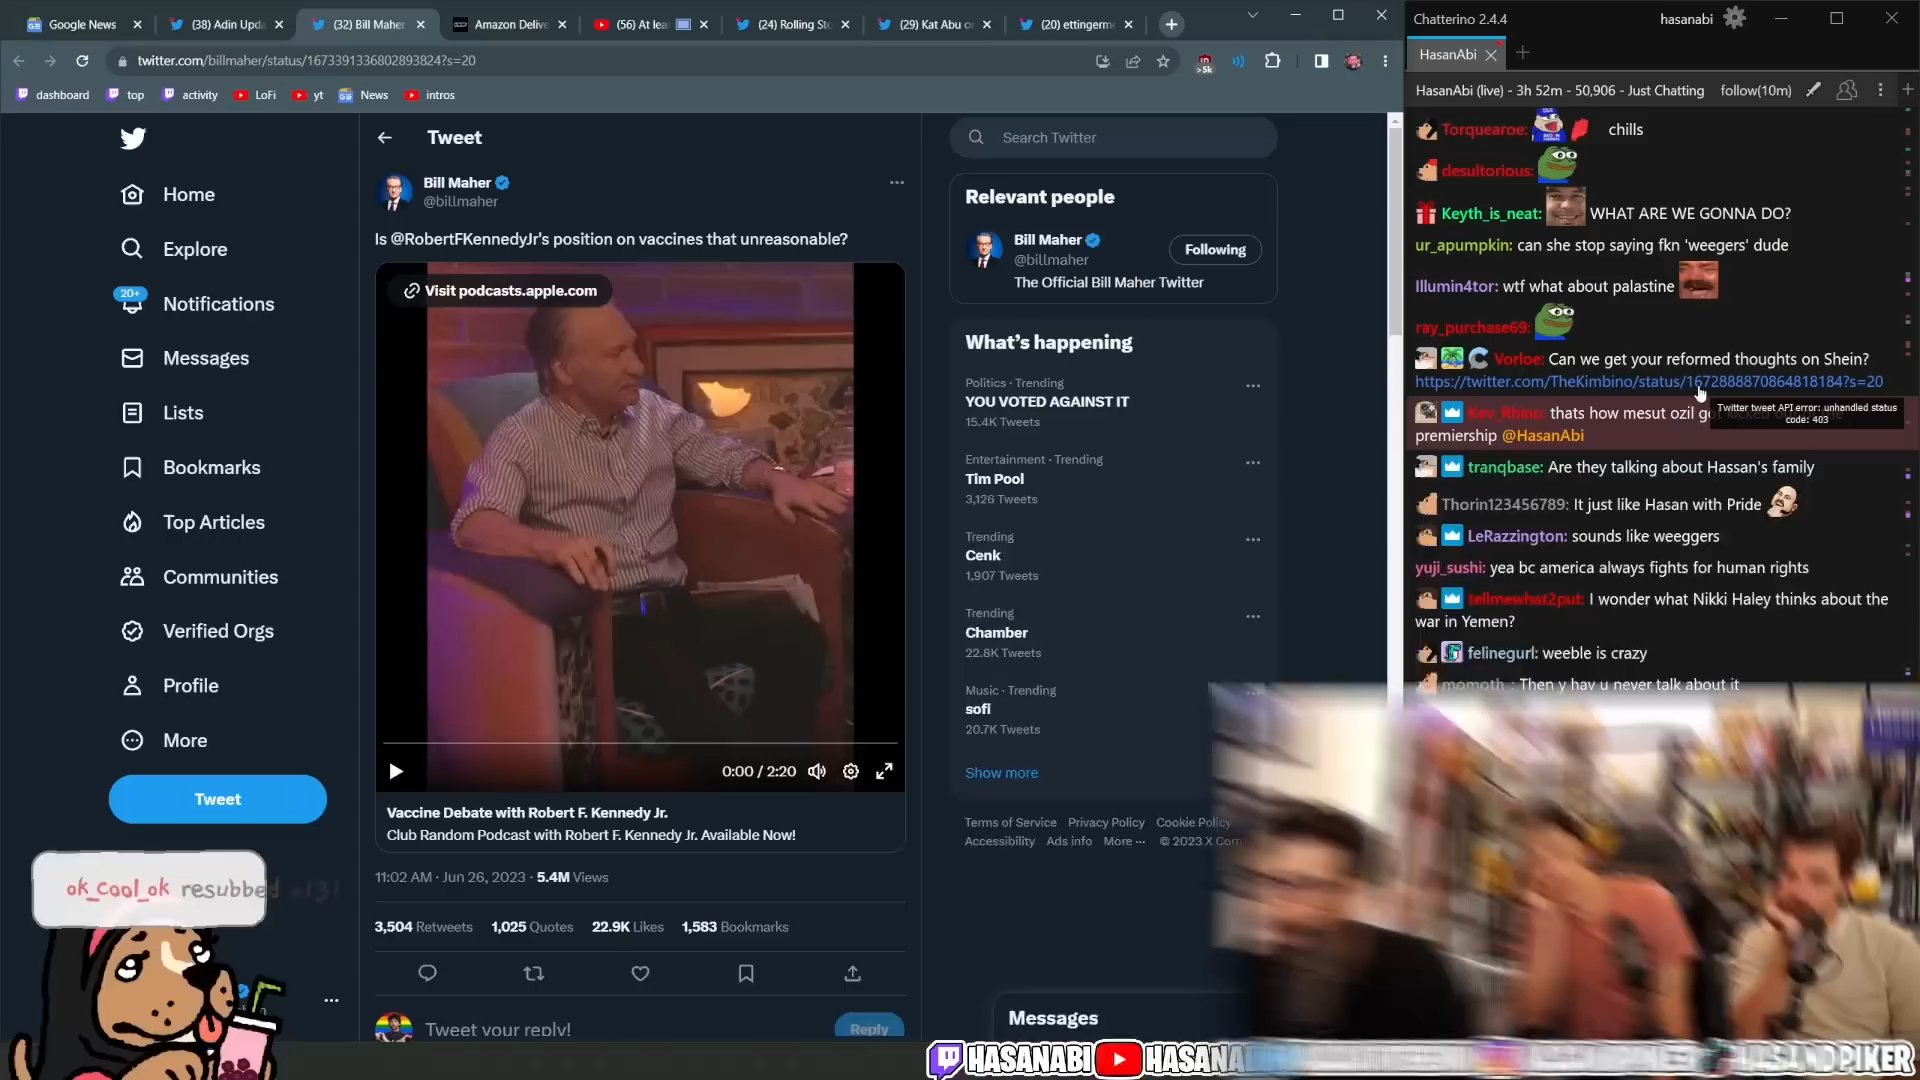 Google News
(38) Adin Upda
(32) Bill Maher
Amazon Delive
(56) At lea
(24) Rolling Sto
(29) Kat Abu o
(20) ettingerm
twitter.com/billmaher/status/1673391336802893824?s=20
>5k
dashboard
top
activity
LoFi
yt
News
intros
Home
Explore
20+
Notifications
Messages
Lists
Bookmarks
Top Articles
Communities
Verified Orgs
Profile
More
Tweet
ok_cool_ok resubbed
Tweet
Bill Maher
@billmaher
Is @RobertFKennedyJr's position on vaccines that unreasonable?
Visit podcasts.apple.com
0:00 / 2:20
Vaccine Debate with Robert F. Kennedy Jr.
Club Random Podcast with Robert F. Kennedy Jr. Available Now!
11:02 AM · Jun 26, 2023 · 5.4M Views
3,504 Retweets 1,025 Quotes 22.9K Likes 1,583 Bookmarks
Tweet your reply!
Reply
Search Twitter
Relevant people
Bill Maher
@billmaher
Following
The Official Bill Maher Twitter
What's happening
Politics · Trending
YOU VOTED AGAINST IT
15.4K Tweets
Entertainment · Trending
Tim Pool
3,126 Tweets
Trending
Cenk
1,907 Tweets
Trending
Chamber
22.8K Tweets
Music · Trending
sofi
20.7K Tweets
Show more
Terms of Service Privacy Policy Cookie Policy
Accessibility Ads info More ··· © 2023 X Corp
Messages
Chatterino 2.4.4
hasanabi
HasanAbi
HasanAbi (live) - 3h 52m - 50,906 - Just Chatting follow(10m)
Torquearoe: chills
desultorious:
Keyth_is_neat: WHAT ARE WE GONNA DO?
ur_apumpkin: can she stop saying fkn 'weegers' dude
Illumin4tor: wtf what about palastine
ray_purchase69:
Vorloe: Can we get your reformed thoughts on Shein?
https://twitter.com/TheKimbino/status/1672888870864818184?s=20
Kev_Rhino: thats how mesut ozil
premiership @HasanAbi
Twitter tweet API error: unhandled status
code: 403
tranqbase: Are they talking about Hassan's family
Thorin123456789: It just like Hasan with Pride
LeRazzington: sounds like weeggers
yuji_sushi: yea bc america always fights for human rights
tellmewhat2put: I wonder what Nikki Haley thinks about the
war in Yemen?
felinegurl: weeble is crazy
momoth_: Then y hav u never talk about it
HASANABI HASANA